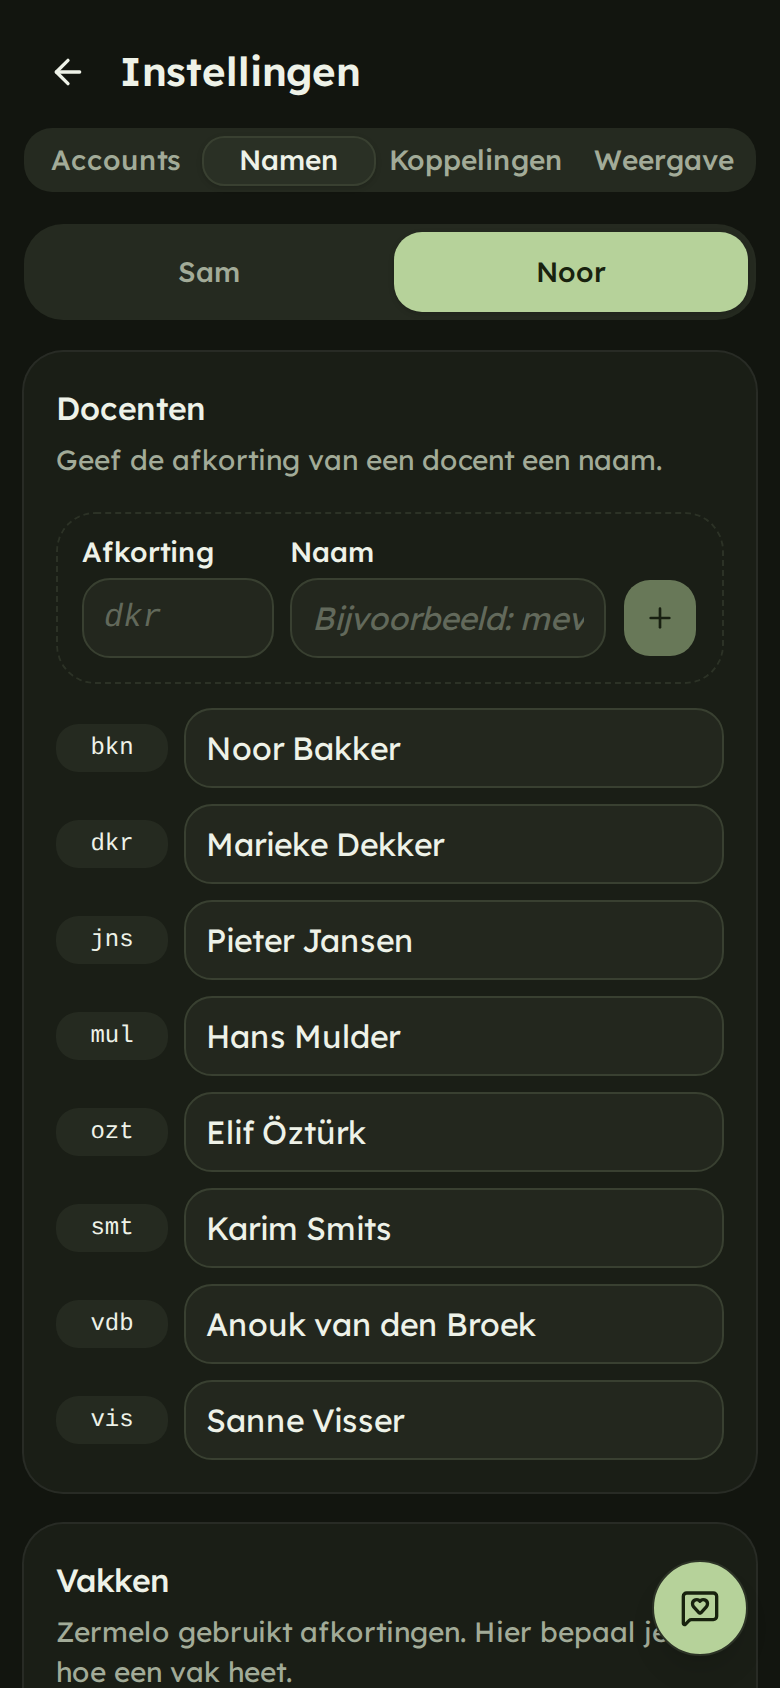 Instellingen
Accounts Namen Koppelingen Weergave
Sam Noor
Docenten
Geef de afkorting van een docent een naam.
Afkorting Naam
dkr Bijvoorbeeld: mev
bkn Noor Bakker
dkr Marieke Dekker
jns Pieter Jansen
mul Hans Mulder
ozt Elif Öztürk
smt Karim Smits
vdb Anouk van den Broek
vis Sanne Visser
Vakken
Zermelo gebruikt afkortingen. Hier bepaal je
hoe een vak heet.